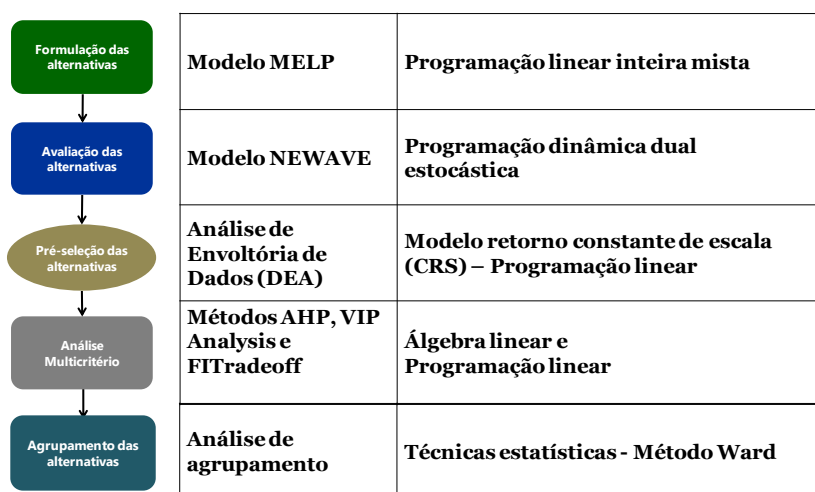 Formulação das
alternativas
Modelo MELP
Programação linear inteira mista
Avaliação das
alternativas
Modelo NEWAVE
Programação dinâmica dual
estocástica
Pré-seleção das
alternativas
Análise de
Envoltória de
Dados (DEA)
Modelo retorno constante de escala
(CRS) – Programação linear
Análise
Multicritério
Métodos AHP, VIP
Analysis e
FITradeoff
Álgebra linear e
Programação linear
Agrupamento das
alternativas
Análise de
agrupamento
Técnicas estatísticas - Método Ward